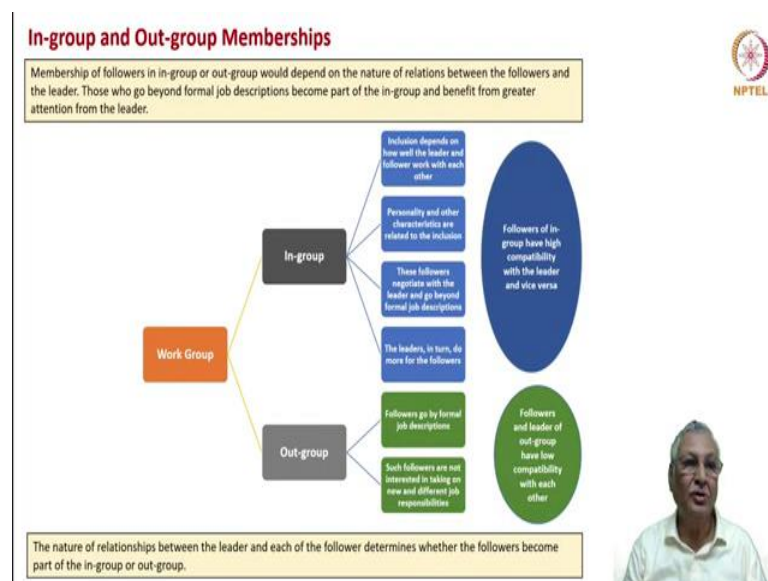 In-group and Out-group Memberships
Membership of followers in in-group or out-group would depend on the nature of relations between the followers and
the leader. Those who go beyond formal job descriptions become part of the in-group and benefit from greater
attention from the leader.
NPTEL
Work Group
In-group
Inclusion depends on
how well the leader and
follower work with each
other
Personality and other
characteristics are
related to the inclusion
These
followers
negotiate with the
leader and go beyond
formal job descriptions
The leaders, in turn, do
more for the followers
Followers of in-
group have high
compatibility
with the leader
and vice versa
Out-group
Followers go by formal
job descriptions
Such followers are not
interested in taking on
new and different job
responsibilities
Followers
and leader of
out-group
have low
compatibility
with each
other
The nature of relationships between the leader and each of the follower determines whether the followers become
part of the in-group or out-group.